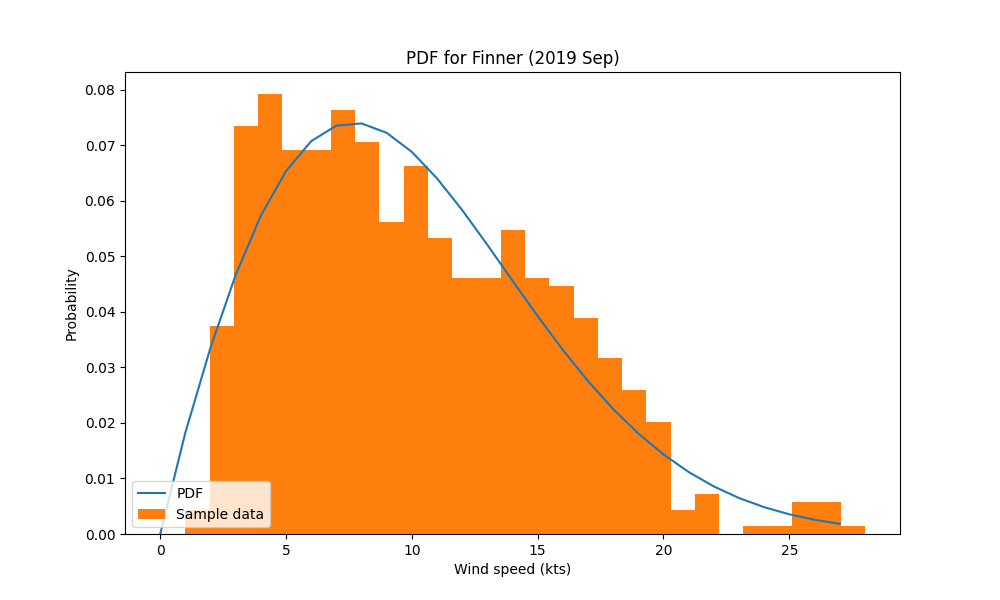 PDF for Finner (2019 Sep)
0.08
0.07
0.06
0.05
0.04
0.03
0.02
0.01
0.00
Probability
PDF
Sample data
0 5 10 15 20 25
Wind speed (kts)